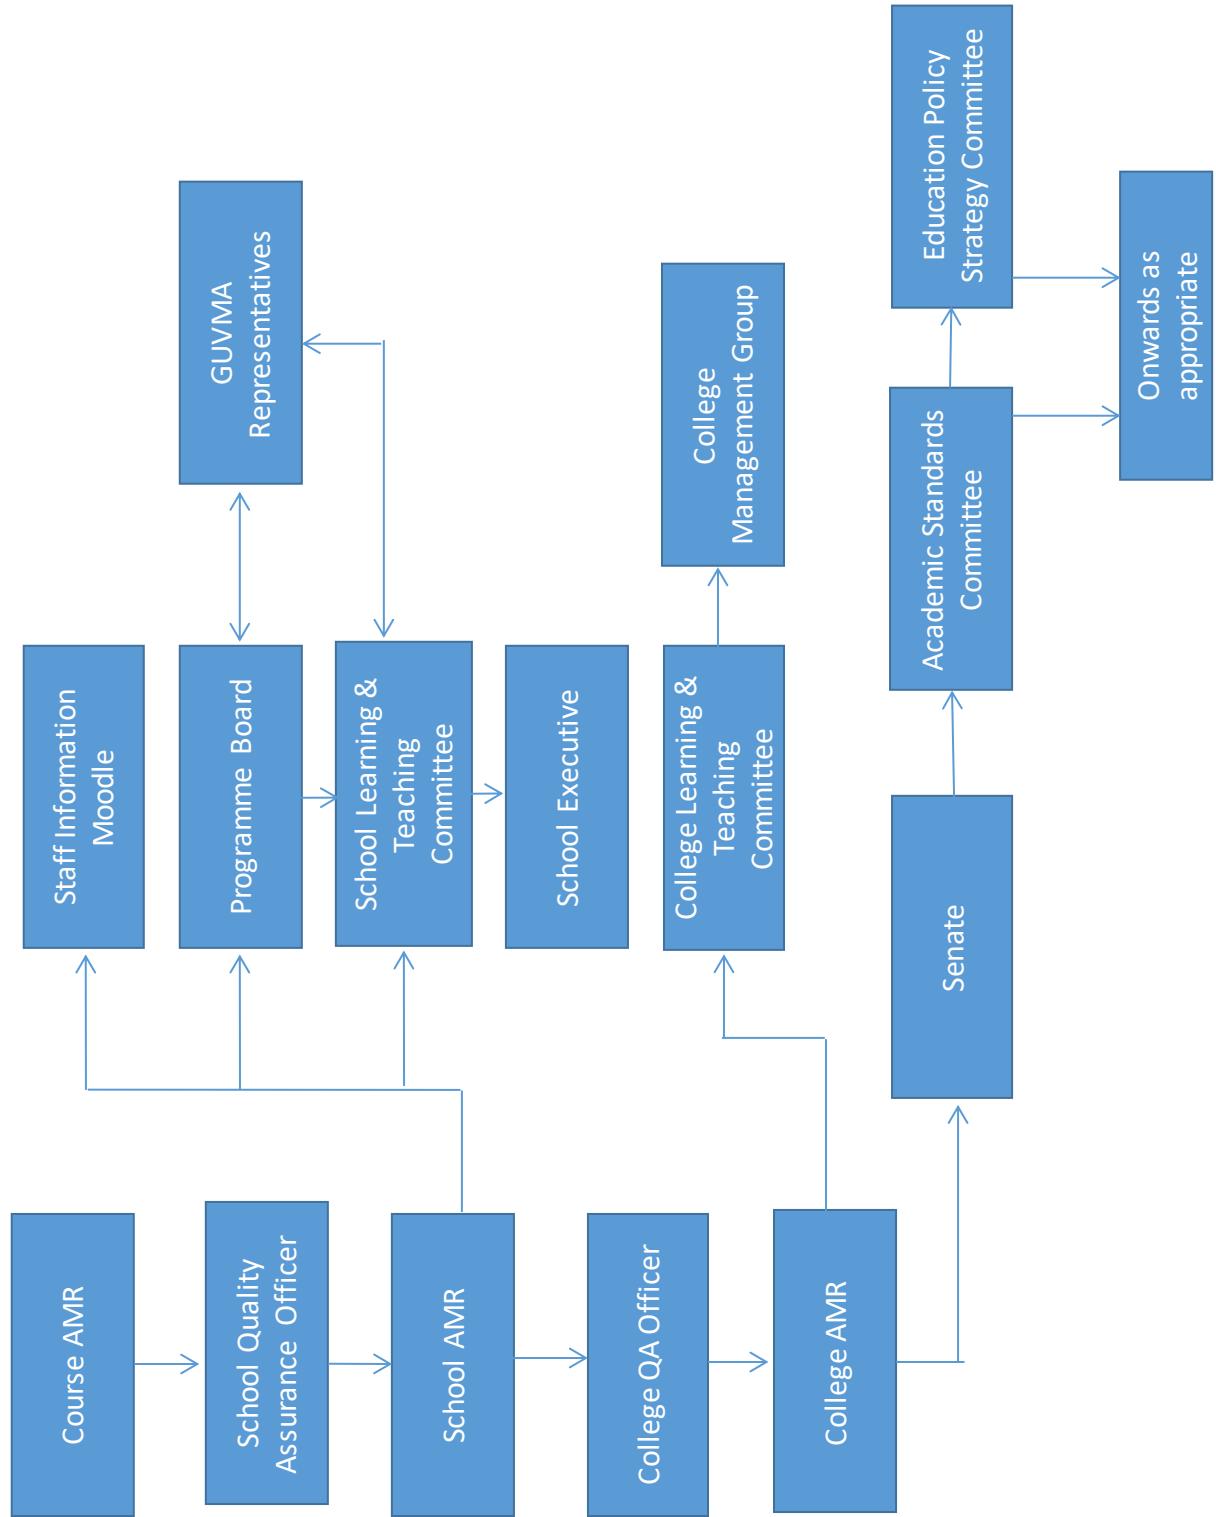 Course AMR
School Quality
Assurance Officer
School AMR
College QA Officer
College AMR
Staff Information
Moodle
Programme Board
School Learning &
Teaching
Committee
School Executive
College Learning &
Teaching
Committee
Senate
GUVMA
Representatives
College
Management Group
Academic Standards
Committee
Education Policy
Strategy Committee
Onwards as
appropriate